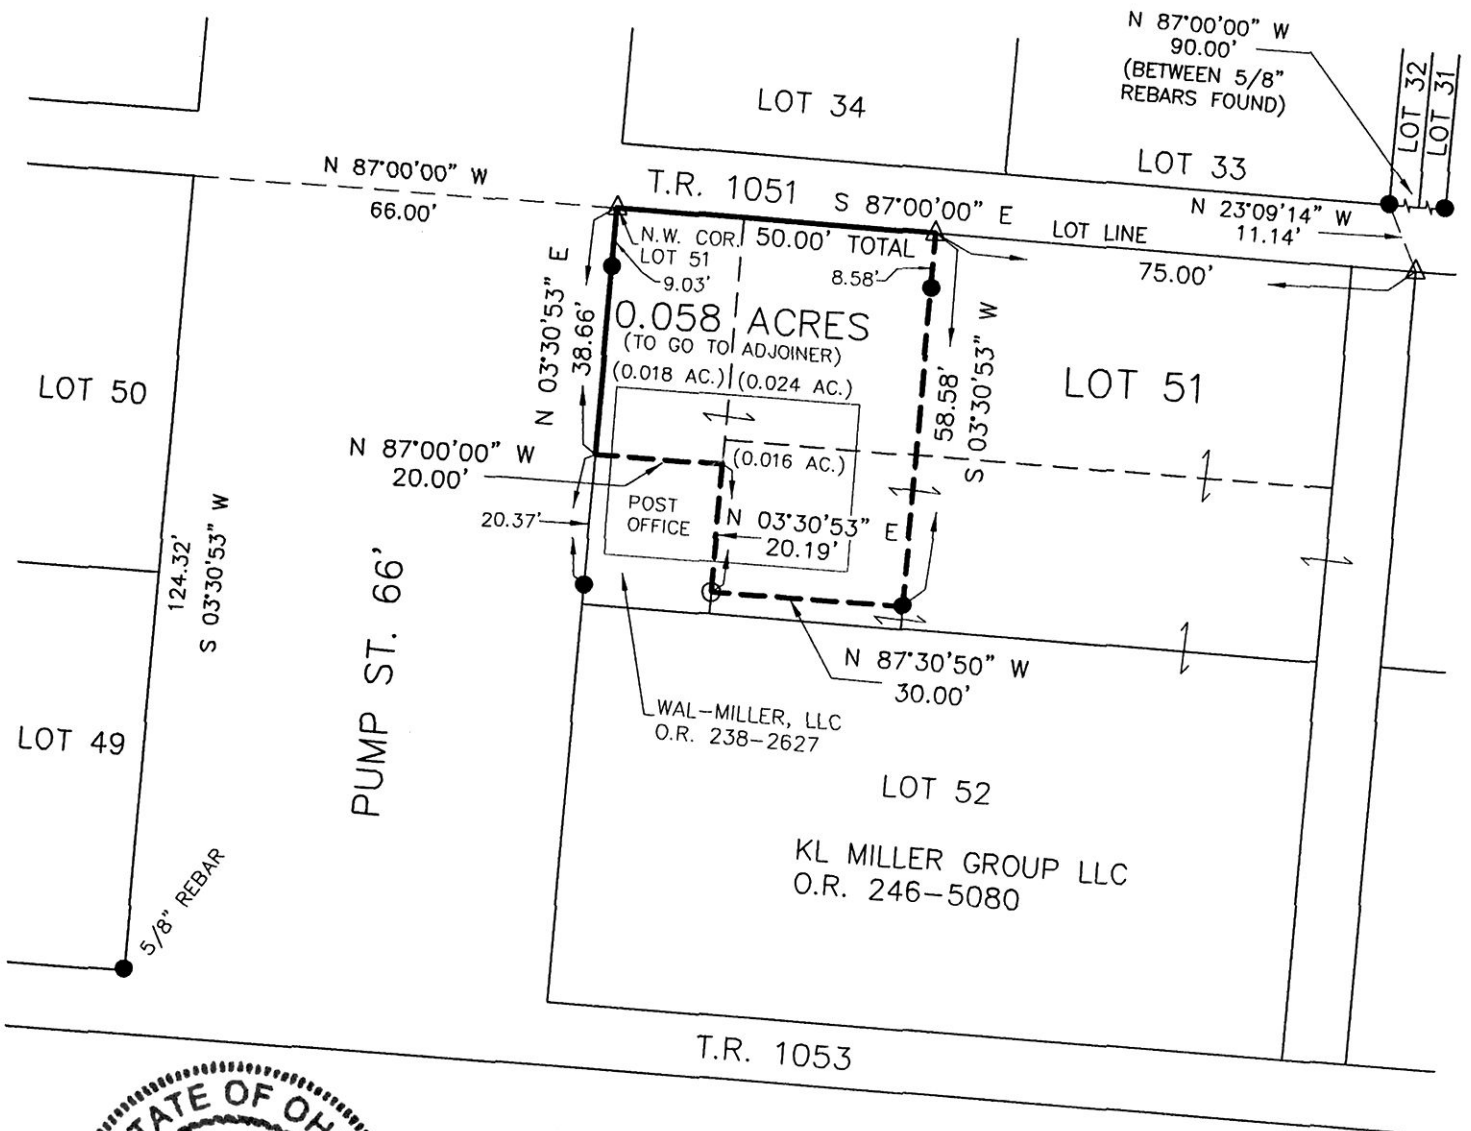 N 87°00'00" W
90.00'
(BETWEEN 5/8"
REBARS FOUND)
LOT 32
LOT 31
LOT 34
LOT 33
N 87°00'00" W
66.00'
T.R. 1051
S 87°00'00" E
N 23°09'14" W
11.14'
N.W. COR.
LOT 51
50.00' TOTAL
LOT LINE
75.00'
9.03'
8.58'
N 03°30'53" E
38.66'
0.058 ACRES
(TO GO TO ADJOINER)
(0.018 AC.)
(0.024 AC.)
58.58'
S 03°30'53" W
LOT 51
LOT 50
N 87°00'00" W
20.00'
(0.016 AC.)
20.37'
POST
OFFICE
N 03°30'53" E
20.19'
124.32'
S 03°30'53" W
PUMP ST. 66'
N 87°30'50" W
30.00'
WAL-MILLER, LLC
O.R. 238-2627
LOT 49
LOT 52
KL MILLER GROUP LLC
O.R. 246-5080
5/8" REBAR
T.R. 1053
STATE OF OH